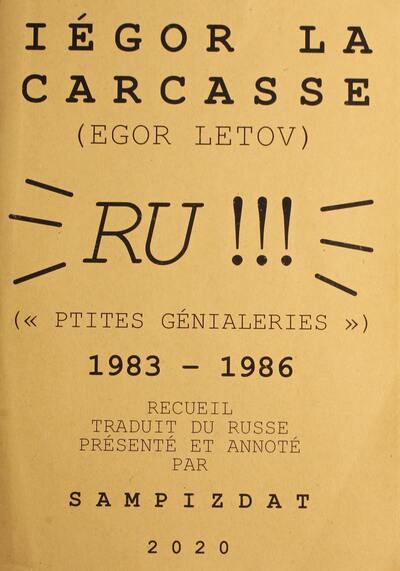 IÉGOR LA
CARCASSE
(EGOR LETOV)
RU !!!
(« PTITES GÉNIALERIES »)
1983 – 1986
RECUEIL
TRADUIT DU RUSSE
PRÉSENTÉ ET ANNOTÉ
PAR
SAMPIZDAT
2020